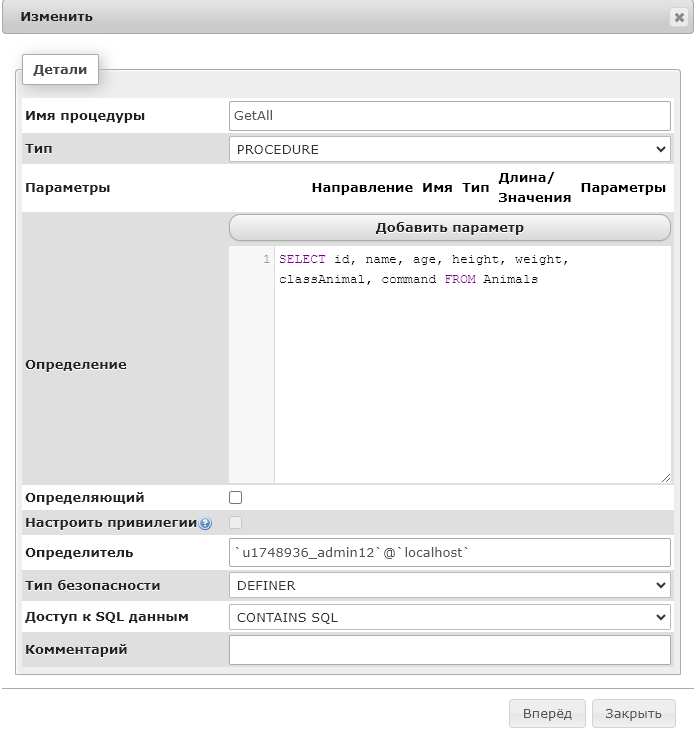 Изменить
Детали
Имя процедуры GetAll
Тип PROCEDURE
Параметры Направление Имя Тип Длина/Значения Параметры
Добавить параметр
Определение
1 SELECT id, name, age, height, weight,
classAnimal, command FROM Animals
Определяющий
Настроить привилегии
Определитель `u1748936_admin12`@`localhost`
Тип безопасности DEFINER
Доступ к SQL данным CONTAINS SQL
Комментарий
Вперёд Закрыть